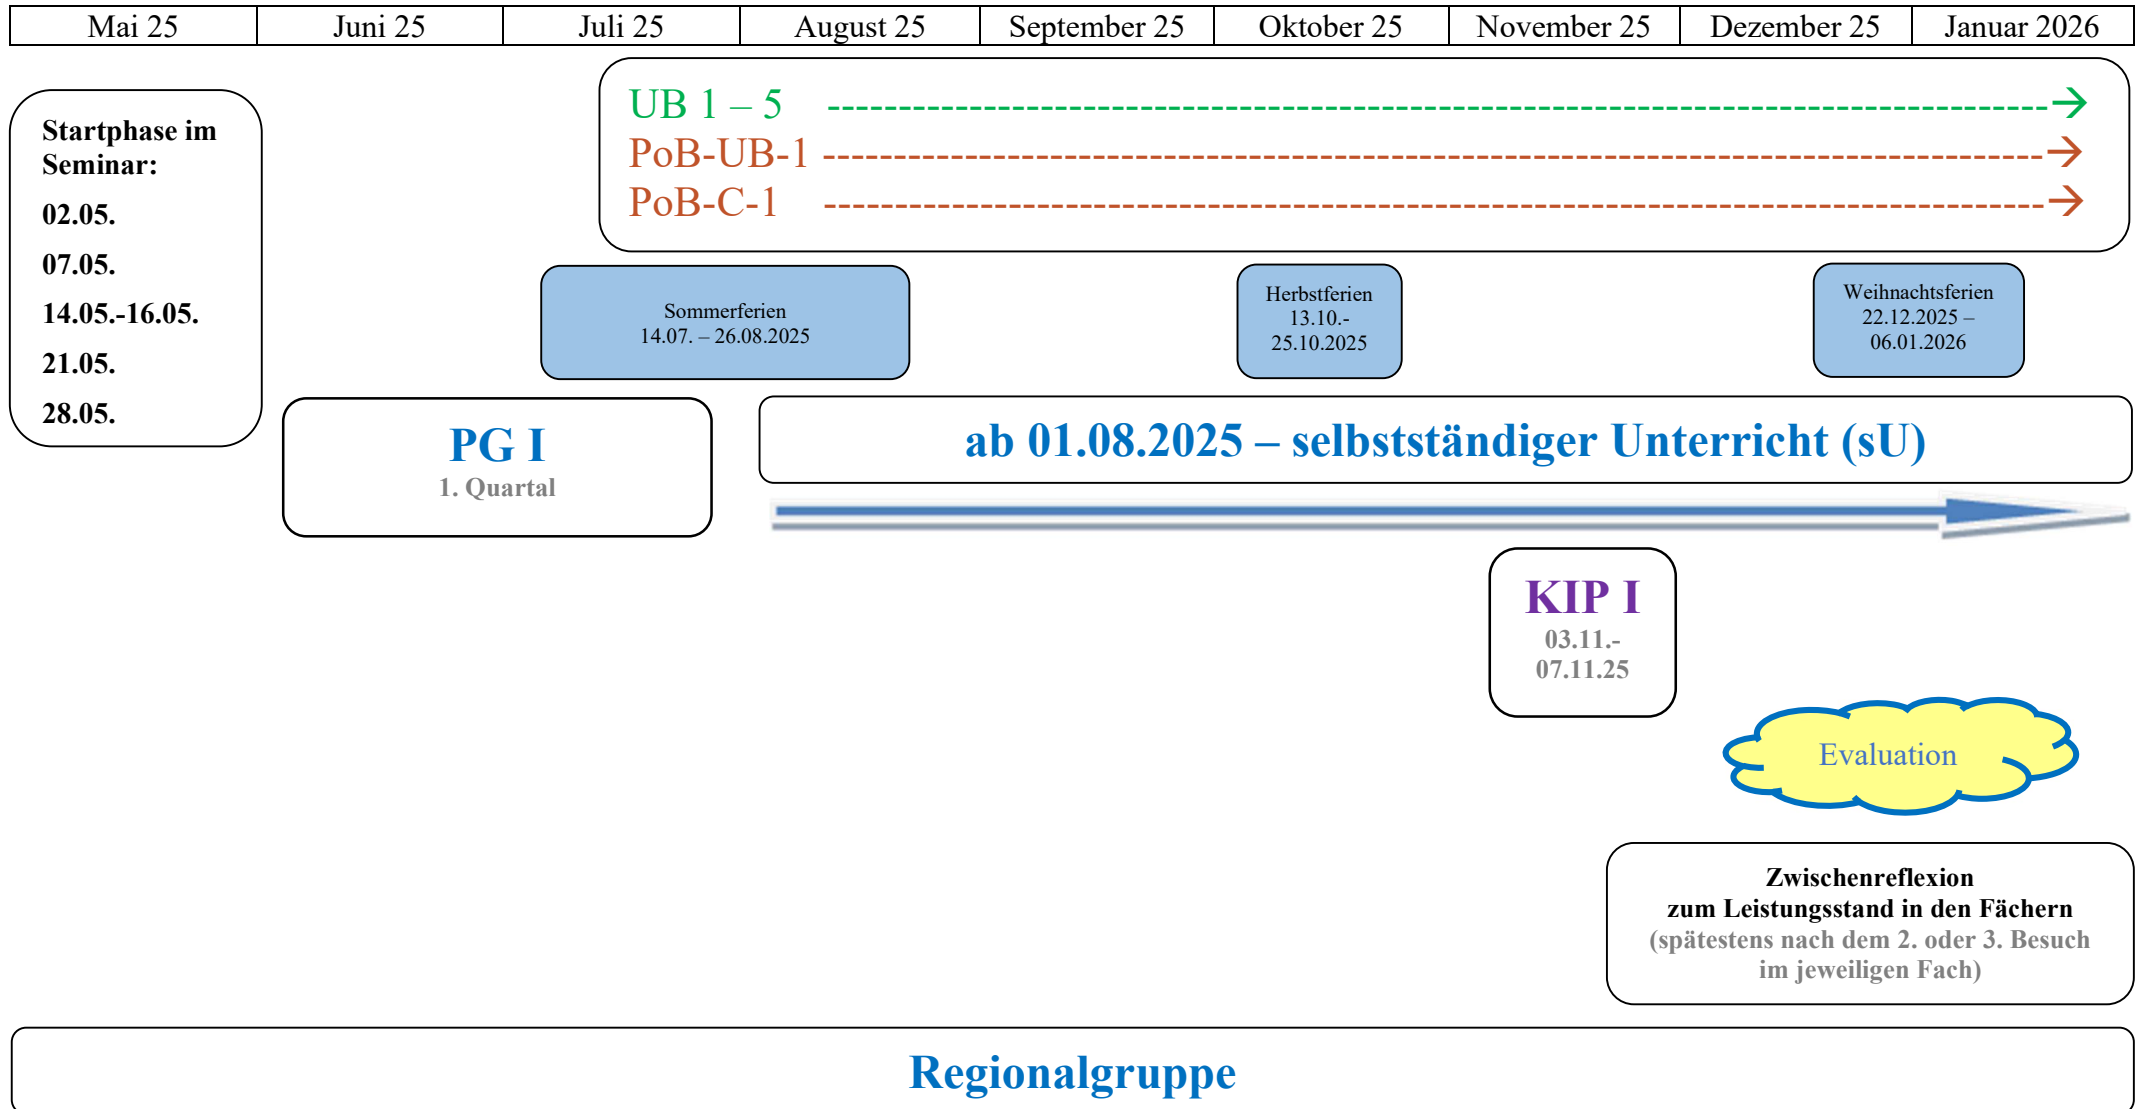 Mai 25 Juni 25 Juli 25 August 25 September 25 Oktober 25 November 25 Dezember 25 Januar 2026
Startphase im
Seminar:
02.05.
07.05.
14.05.-16.05.
21.05.
28.05.
UB 1 – 5 ------------------------------------------------------------------------------------→
PoB-UB-1 ------------------------------------------------------------------------------------→
PoB-C-1 ------------------------------------------------------------------------------------→
Sommerferien
14.07. – 26.08.2025
Herbstferien
13.10.-
25.10.2025
Weihnachtsferien
22.12.2025 –
06.01.2026
PG I
1. Quartal
ab 01.08.2025 – selbstständiger Unterricht (sU)
KIP I
03.11.-
07.11.25
Evaluation
Zwischenreflexion
zum Leistungsstand in den Fächern
(spätestens nach dem 2. oder 3. Besuch
im jeweiligen Fach)
Regionalgruppe